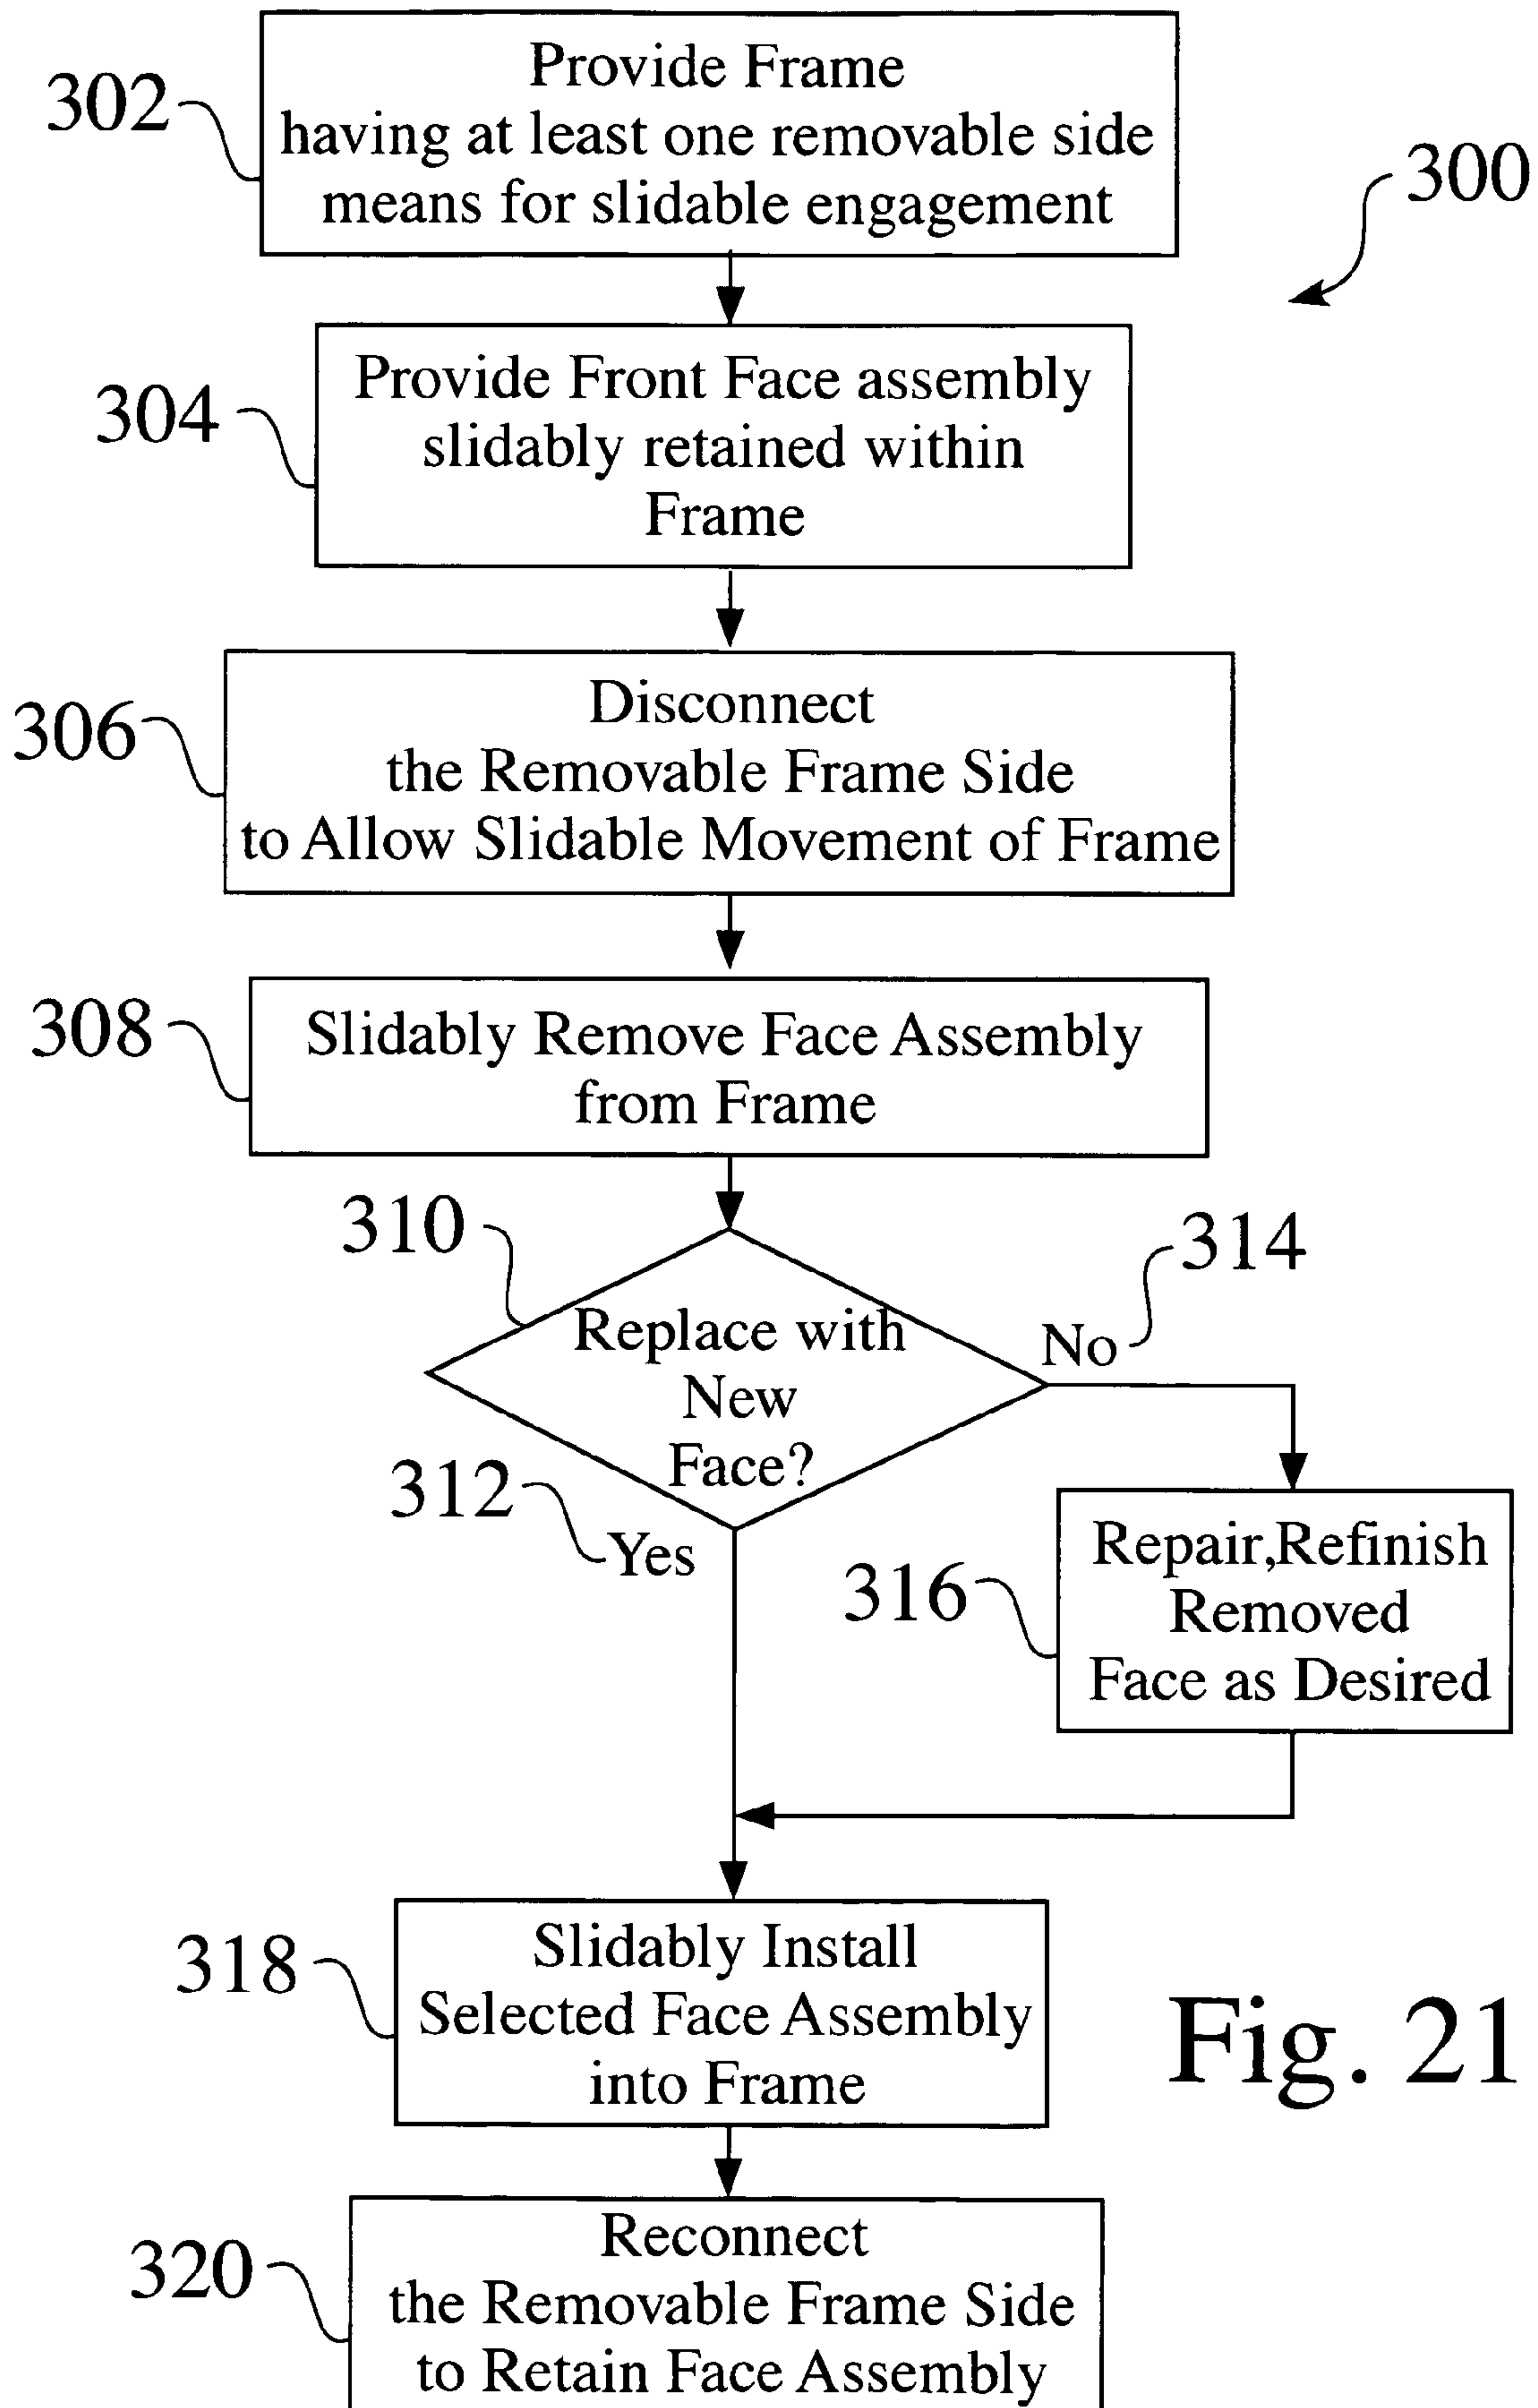 302
Provide Frame
having at least one removable side
means for slidable engagement
300
304
Provide Front Face assembly
slidably retained within
Frame
306
Disconnect
the Removable Frame Side
to Allow Slidable Movement of Frame
308
Slidably Remove Face Assembly
from Frame
310
Replace with
New
Face?
314
No
312
Yes
316
Repair,Refinish
Removed
Face as Desired
318
Slidably Install
Selected Face Assembly
into Frame
Fig. 21
320
Reconnect
the Removable Frame Side
to Retain Face Assembly